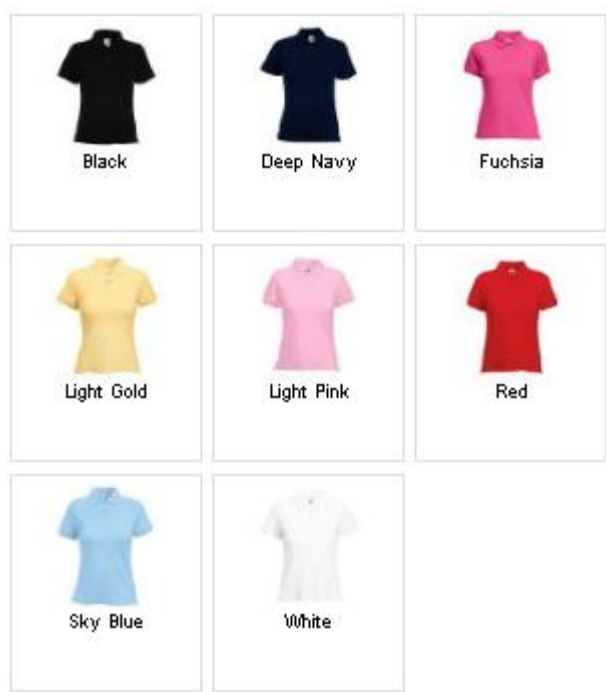 Black
Deep Navy
Fuchsia
Light Gold
Light Pink
Red
Sky Blue
White